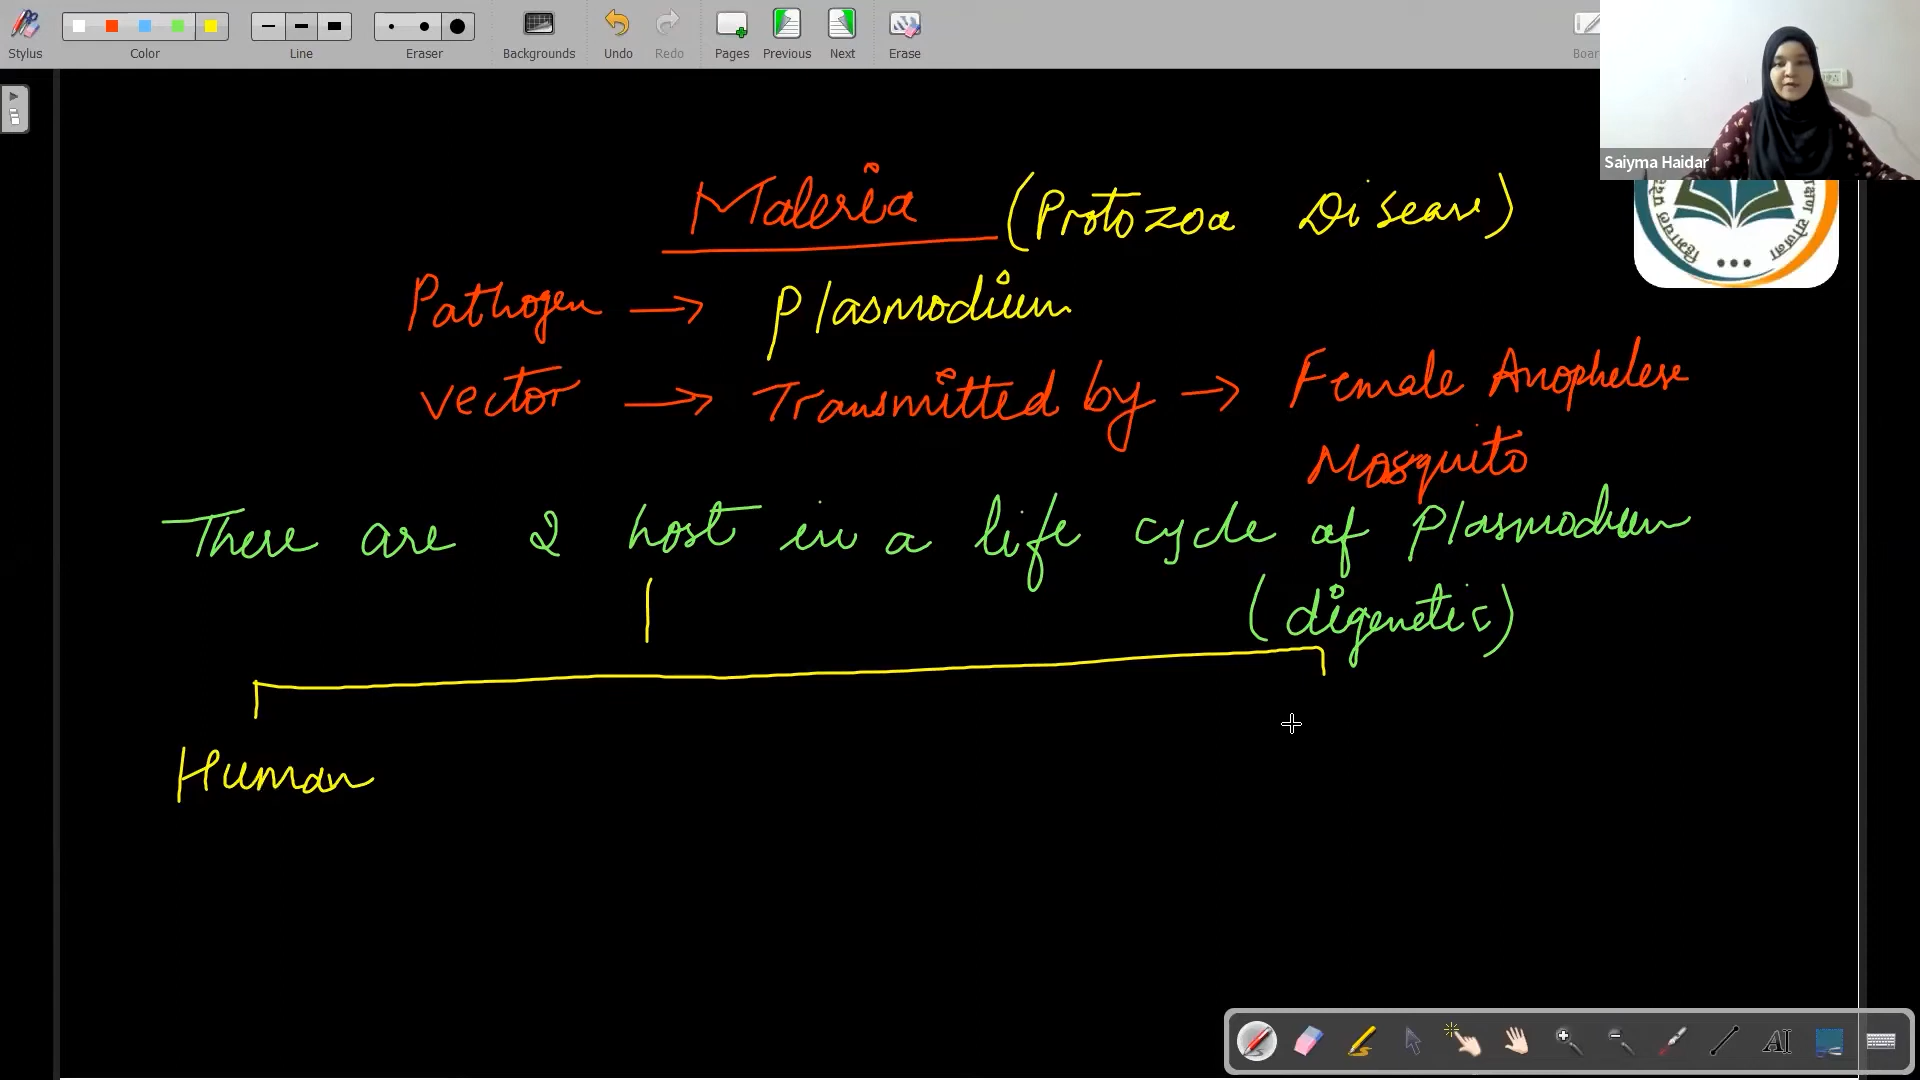 Stylus Color Line Eraser Backgrounds Undo Redo Pages Previous Next Erase Boar
Saiyma Haidar
Maleria (Protozoa Disease)
Pathogen → Plasmodium
Vector → Transmitted by → Female Anophelese
Mosquito
There are 2 host in a life cycle of Plasmodium
(digenetic)
Human